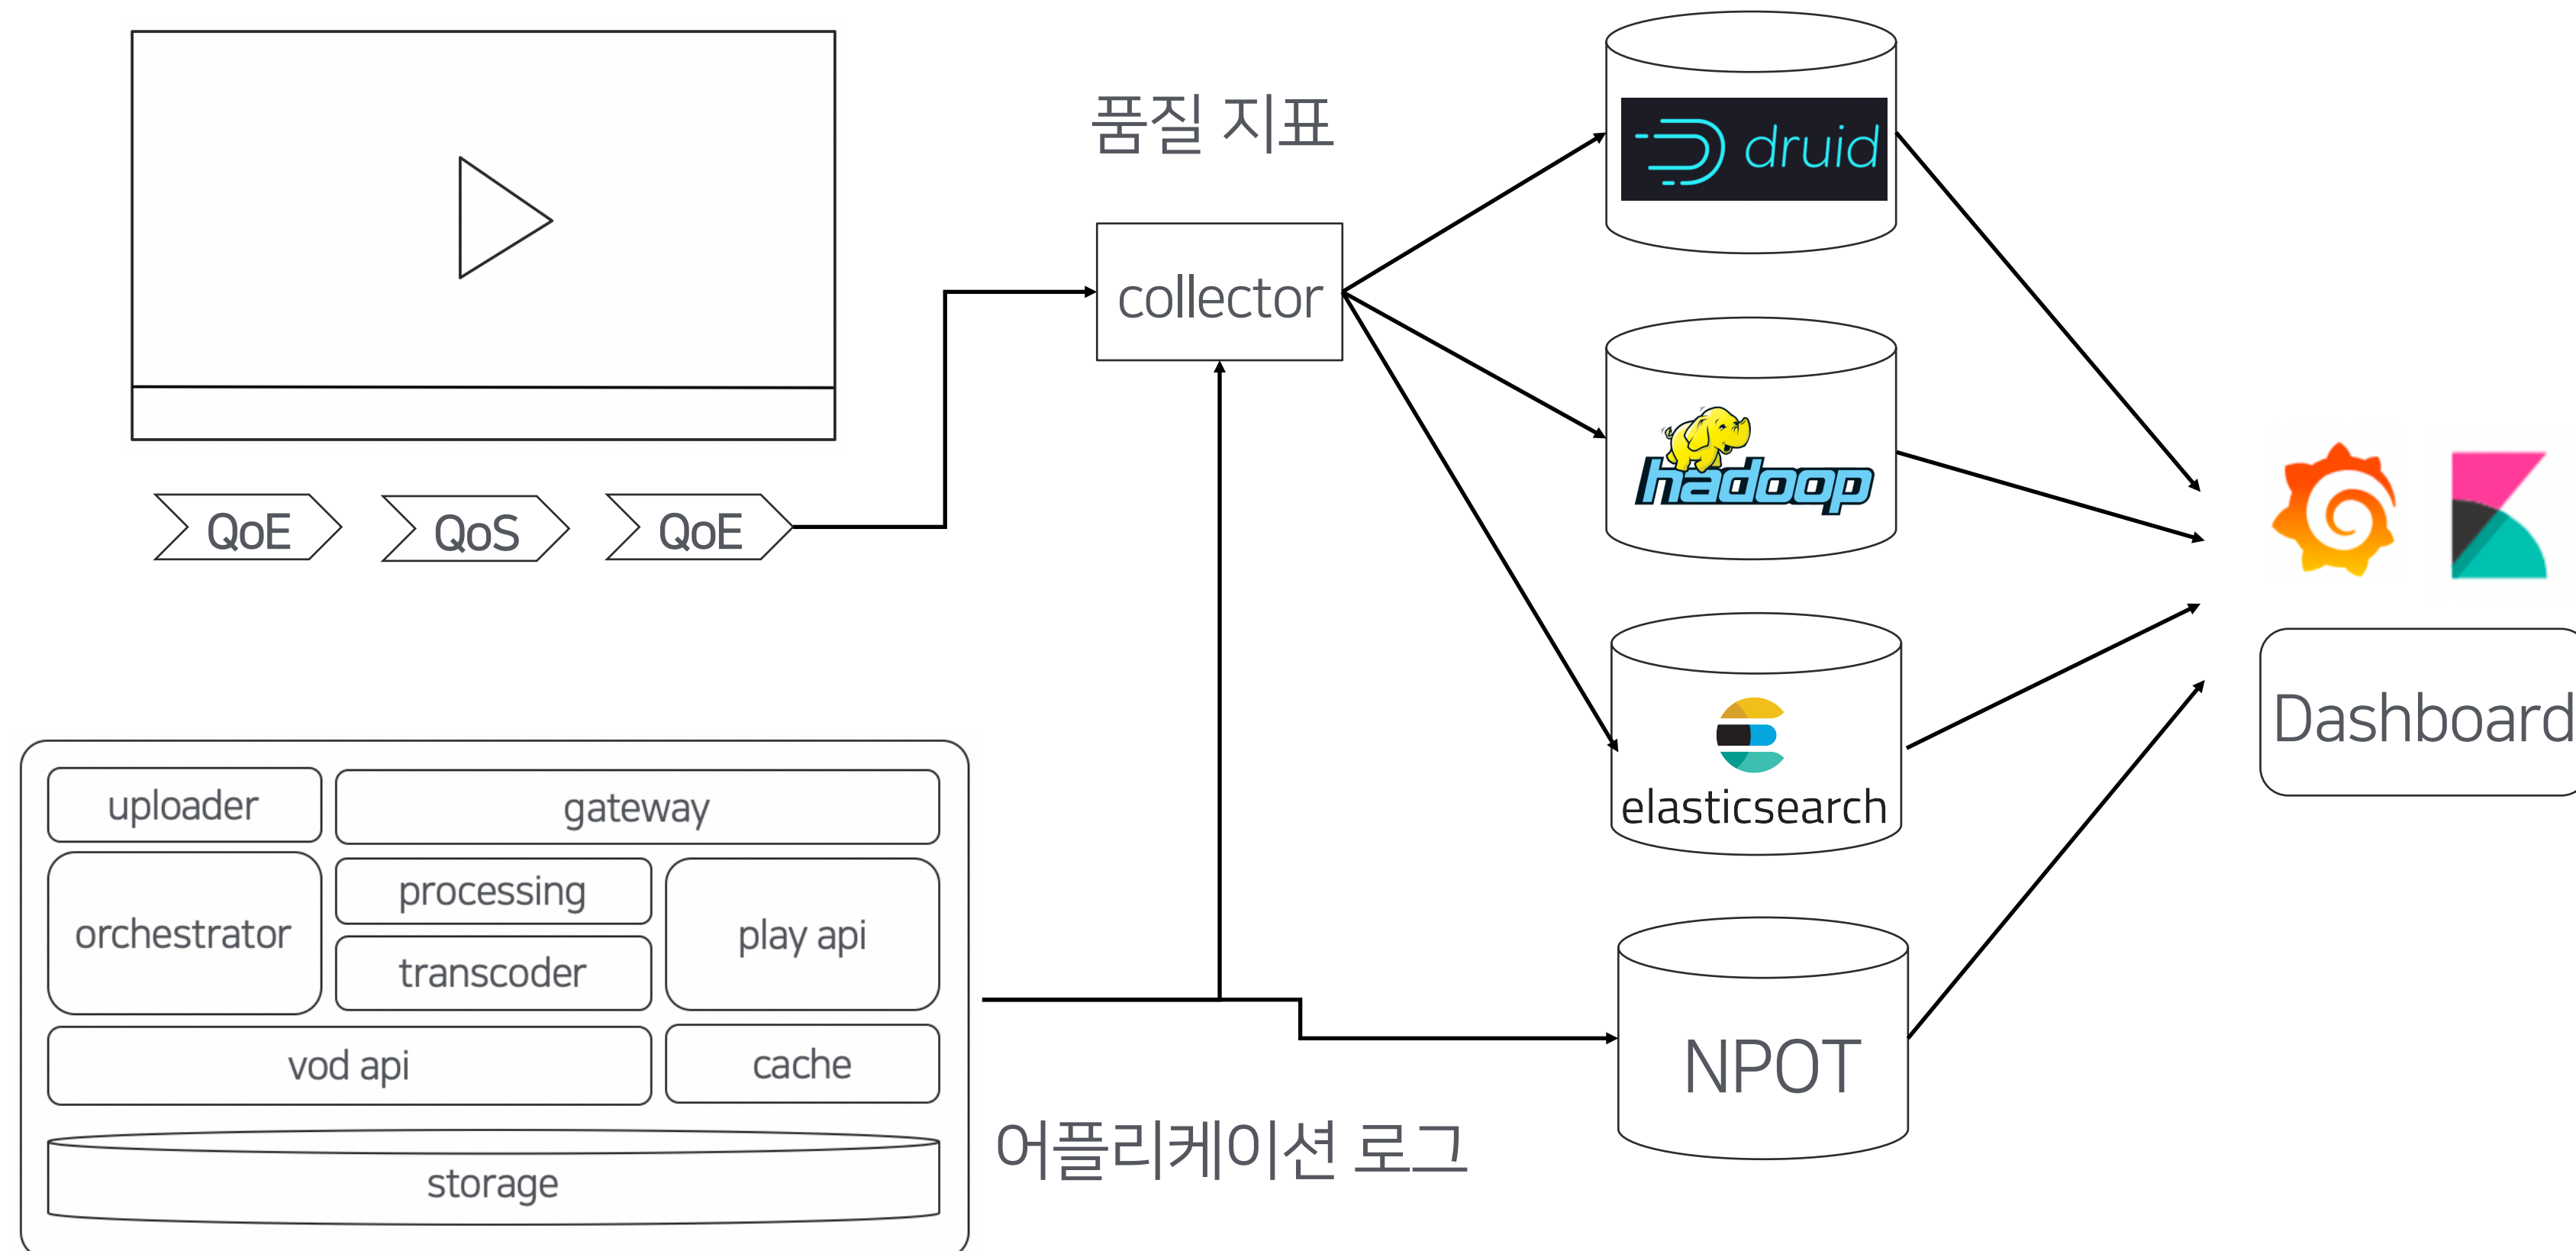 품질 지표
druid
collector
hadoop
QoE
QoS
QoE
elasticsearch
Dashboard
uploader
gateway
orchestrator
processing
transcoder
play api
vod api
cache
storage
NPOT
어플리케이션 로그